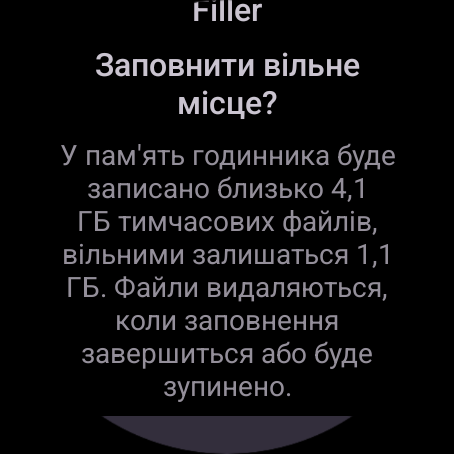 Filler
Заповнити вільне
місце?
У пам'ять годинника буде
записано близько 4,1
ГБ тимчасових файлів,
вільними залишаться 1,1
ГБ. Файли видаляються,
коли заповнення
завершиться або буде
зупинено.